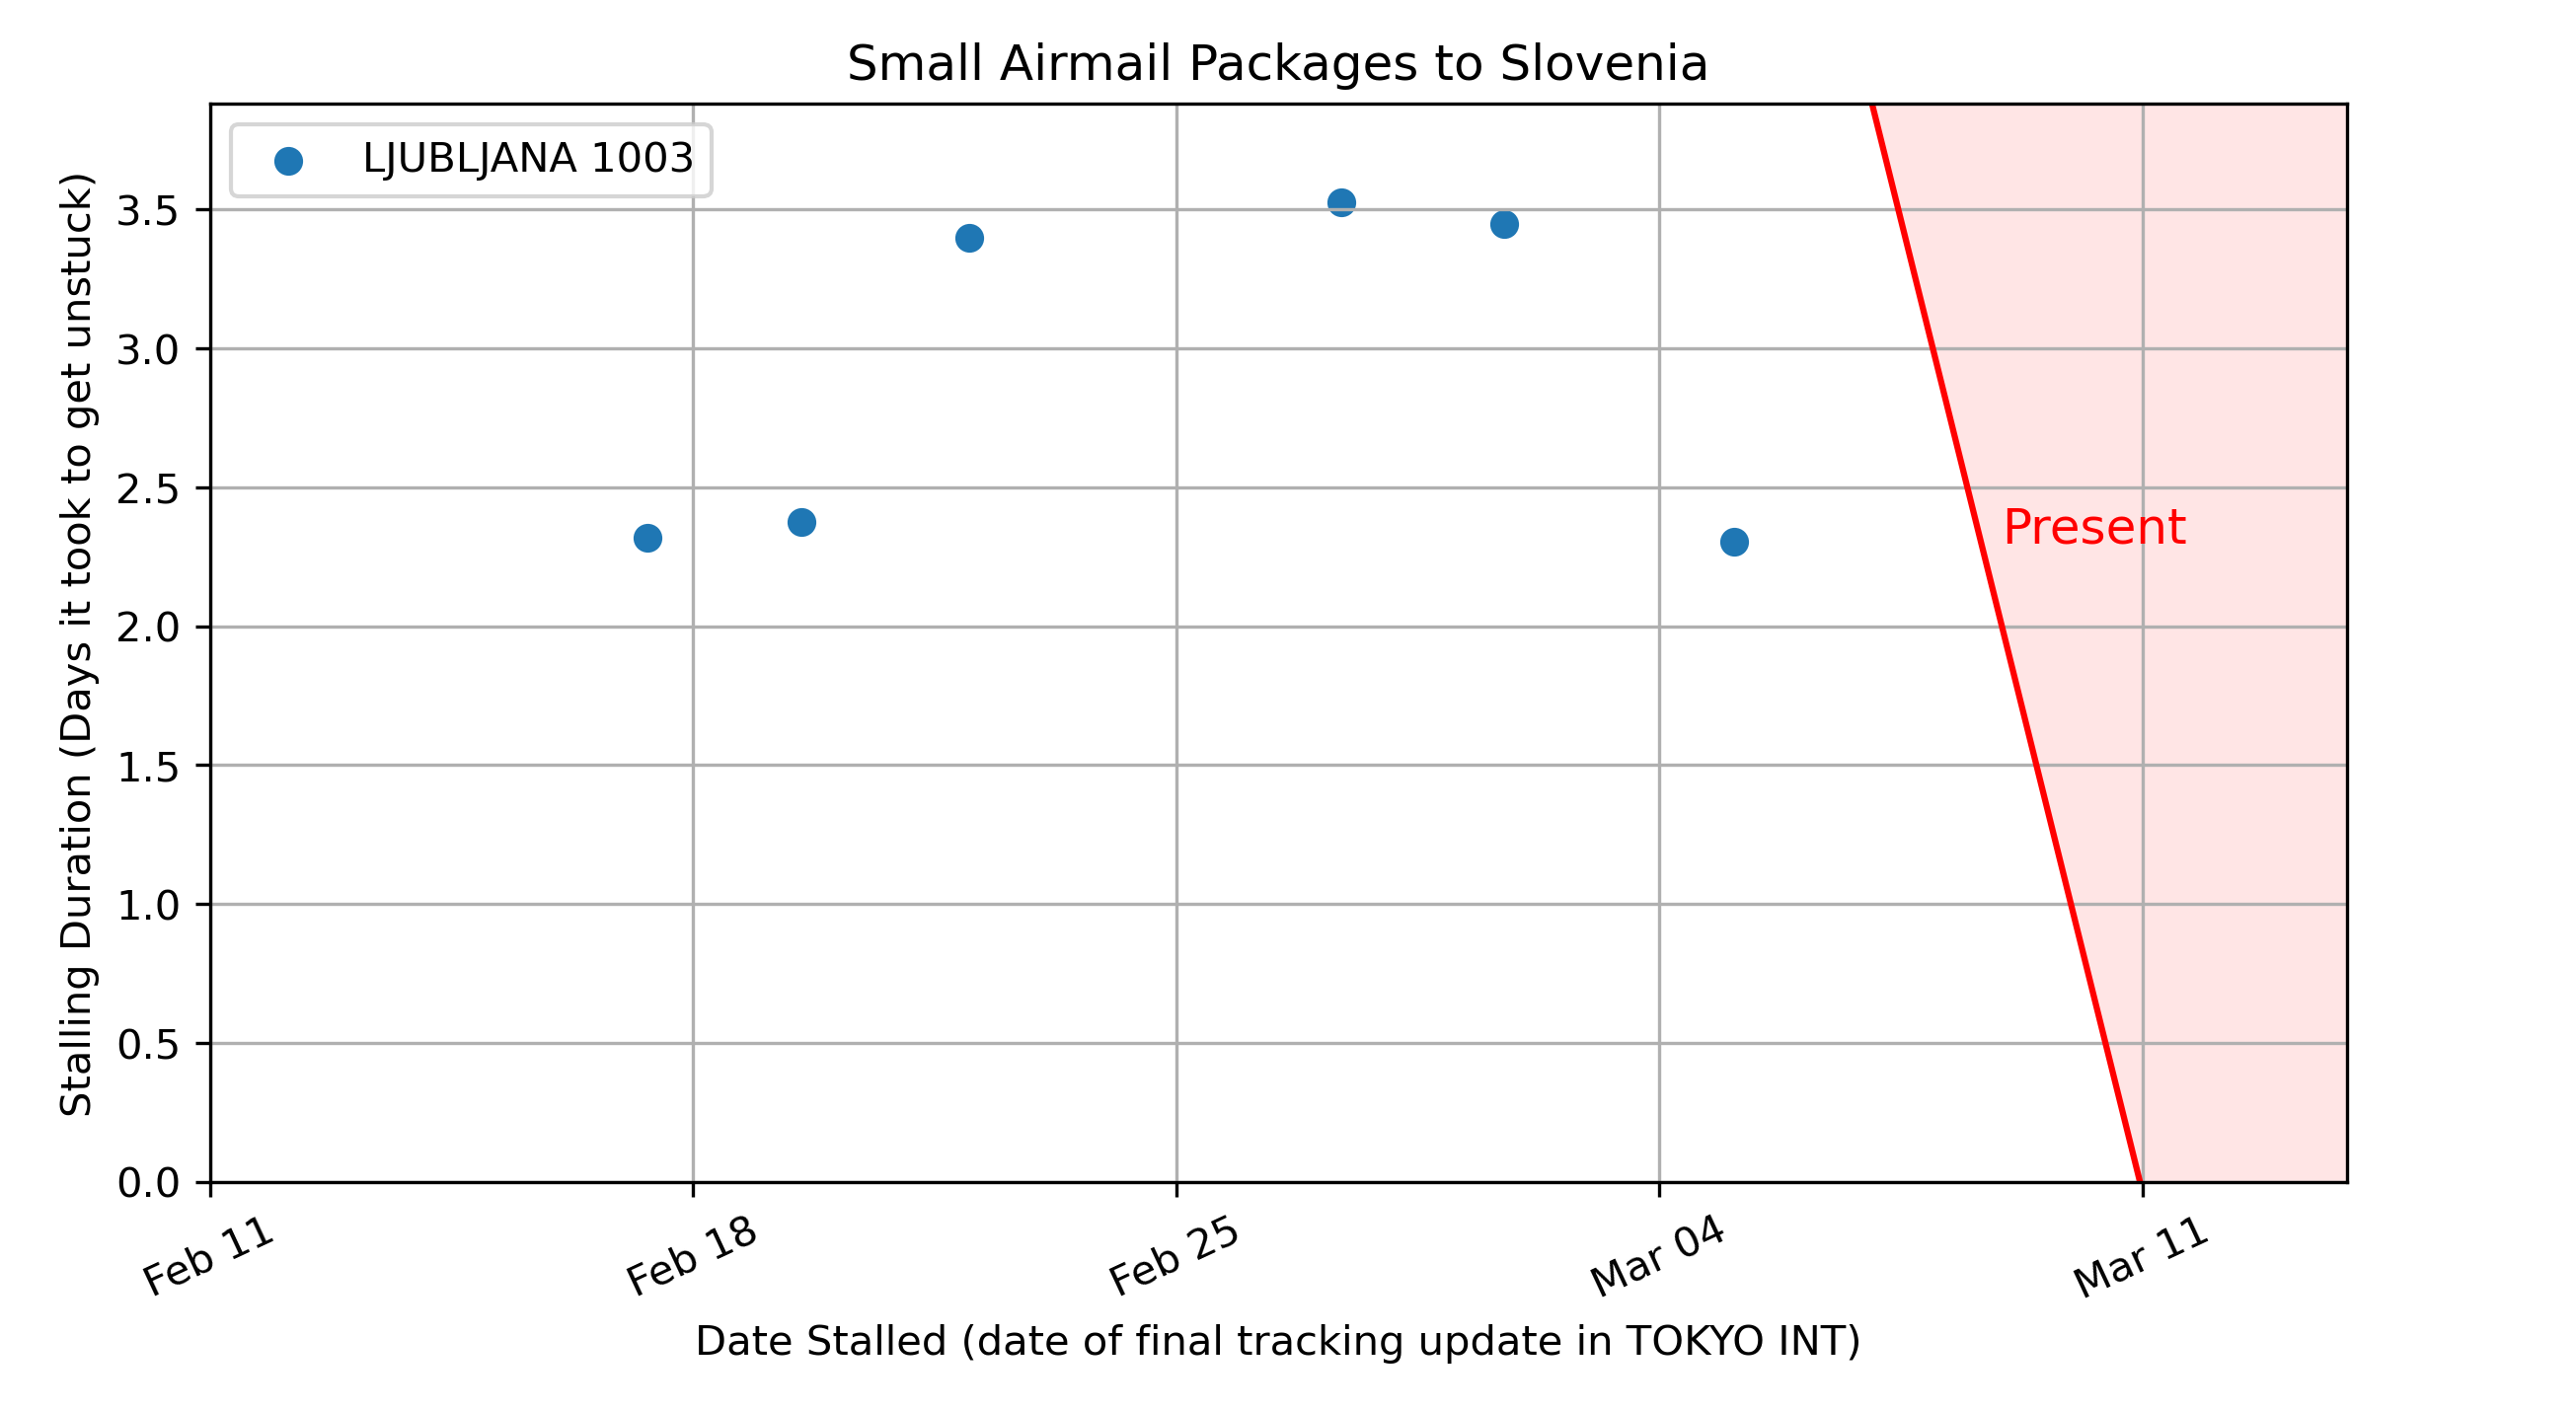 Small Airmail Packages to Slovenia
LJUBLJANA 1003
Stalling Duration (Days it took to get unstuck)
3.5
3.0
2.5
2.0
1.5
1.0
0.5
0.0
Present
Feb 11
Feb 18
Feb 25
Mar 04
Mar 11
Date Stalled (date of final tracking update in TOKYO INT)